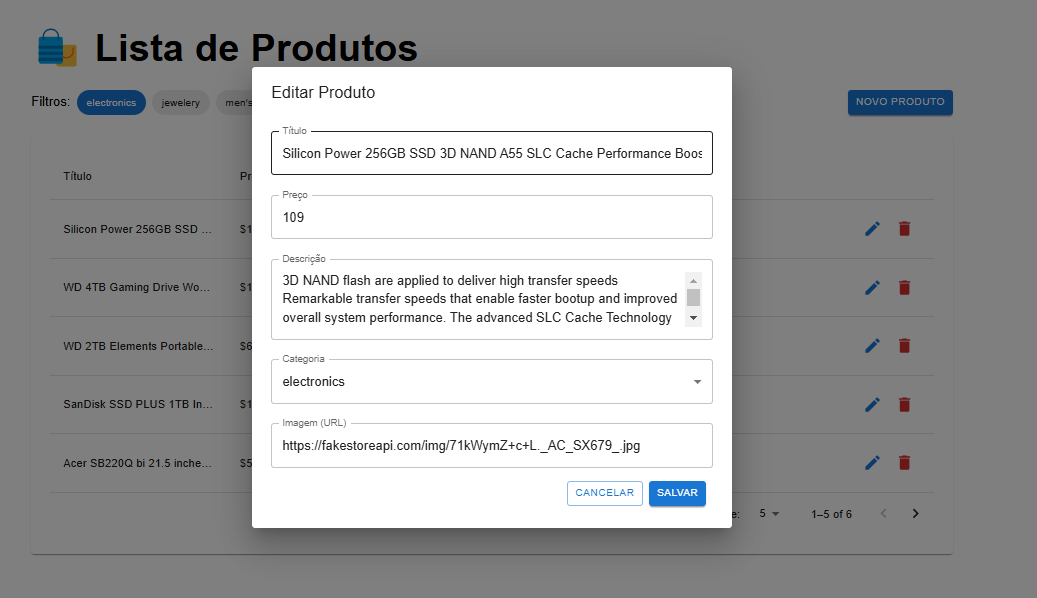 Lista de Produtos
Filtros: electronics jewelery men's
NOVO PRODUTO
Editar Produto
Título
Silicon Power 256GB SSD 3D NAND A55 SLC Cache Performance Boos
Preço
109
Descrição
3D NAND flash are applied to deliver high transfer speeds
Remarkable transfer speeds that enable faster bootup and improved
overall system performance. The advanced SLC Cache Technology
Categoria
electronics
Imagem (URL)
https://fakestoreapi.com/img/71kWymZ+c+L._AC_SX679_.jpg
CANCELAR SALVAR
Título Pr
Silicon Power 256GB SSD ... $1
WD 4TB Gaming Drive Wo... $1
WD 2TB Elements Portable... $6
SanDisk SSD PLUS 1TB In... $1
Acer SB220Q bi 21.5 inche... $5
e: 5 1–5 of 6